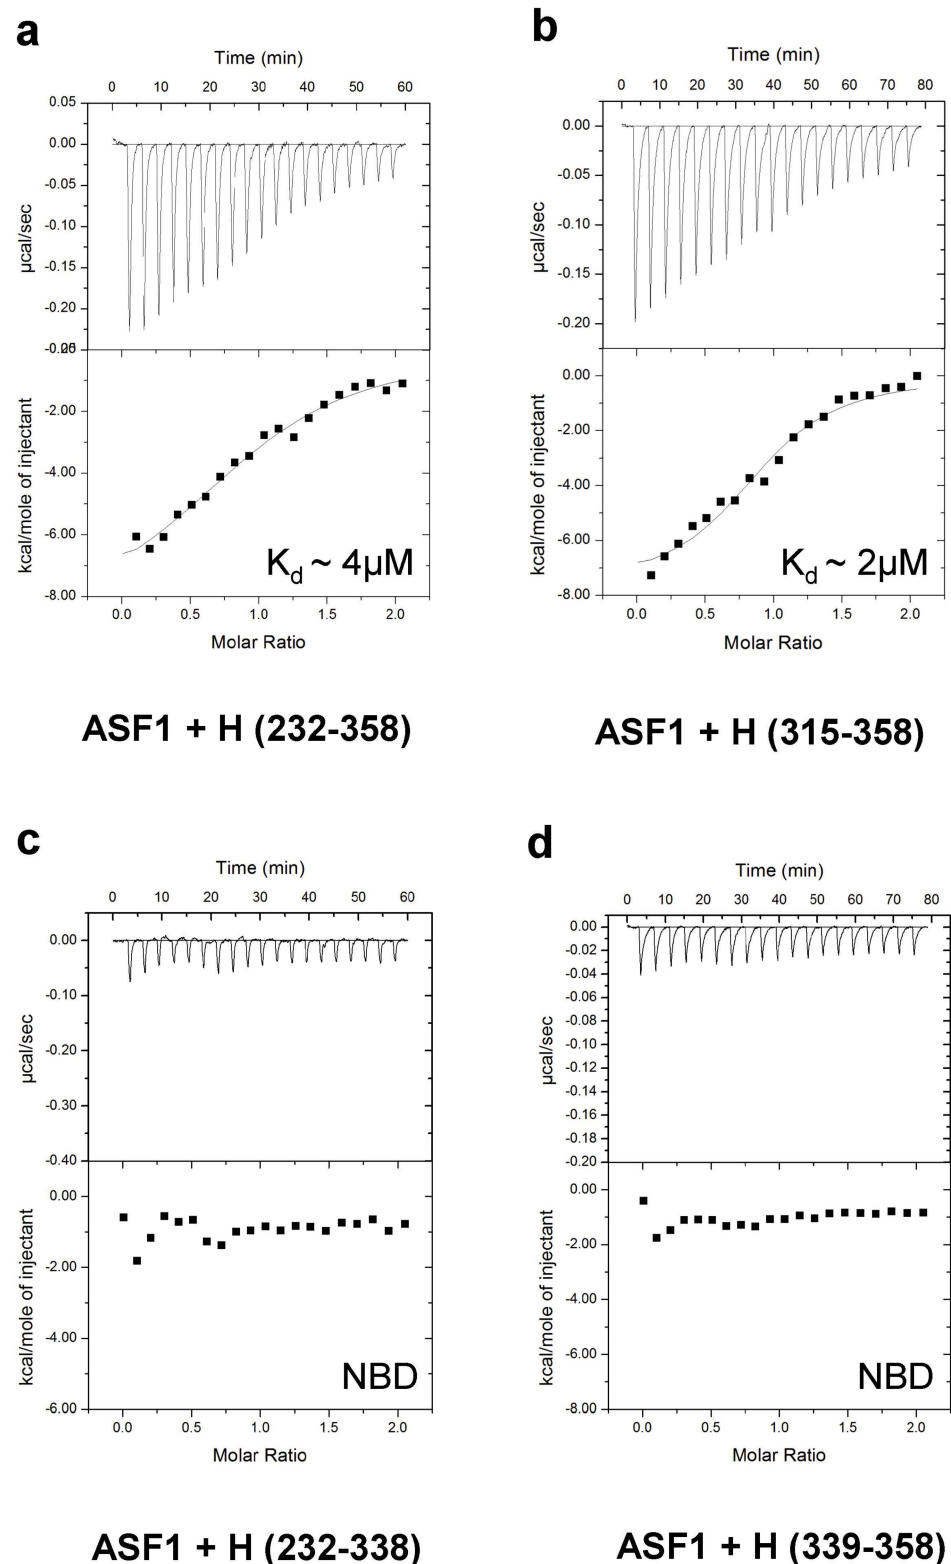 a
Time (min)
0 10 20 30 40 50 60
0.05
0.00
-0.05
-0.10
-0.15
-0.20
µcal/sec
-2.00
-4.00
-6.00
-8.00
kcal/mole of injectant
K_d ~ 4µM
0.0 0.5 1.0 1.5 2.0
Molar Ratio
ASF1 + H (232-358)
b
Time (min)
0 10 20 30 40 50 60 70 80
0.00
-0.05
-0.10
-0.15
-0.20
µcal/sec
0.00
-2.00
-4.00
-6.00
-8.00
kcal/mole of injectant
K_d ~ 2µM
0.0 0.5 1.0 1.5 2.0
Molar Ratio
ASF1 + H (315-358)
c
Time (min)
0 10 20 30 40 50 60
0.00
-0.10
-0.20
-0.30
-0.40
µcal/sec
0.00
-2.00
-4.00
-6.00
kcal/mole of injectant
NBD
0.0 0.5 1.0 1.5 2.0
Molar Ratio
ASF1 + H (232-338)
d
Time (min)
0 10 20 30 40 50 60 70 80
0.00
-0.02
-0.04
-0.06
-0.08
-0.10
-0.12
-0.14
-0.16
-0.18
-0.20
µcal/sec
0.00
-2.00
-4.00
-6.00
-8.00
kcal/mole of injectant
NBD
0.0 0.5 1.0 1.5 2.0
Molar Ratio
ASF1 + H (339-358)